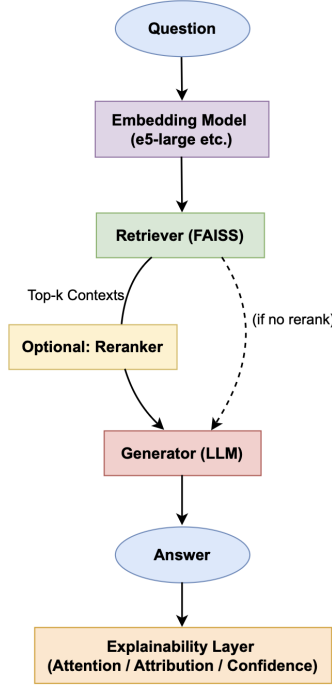 Question
Embedding Model
(e5-large etc.)
Retriever (FAISS)
Top-k Contexts
(if no rerank)
Optional: Reranker
Generator (LLM)
Answer
Explainability Layer
(Attention / Attribution / Confidence)